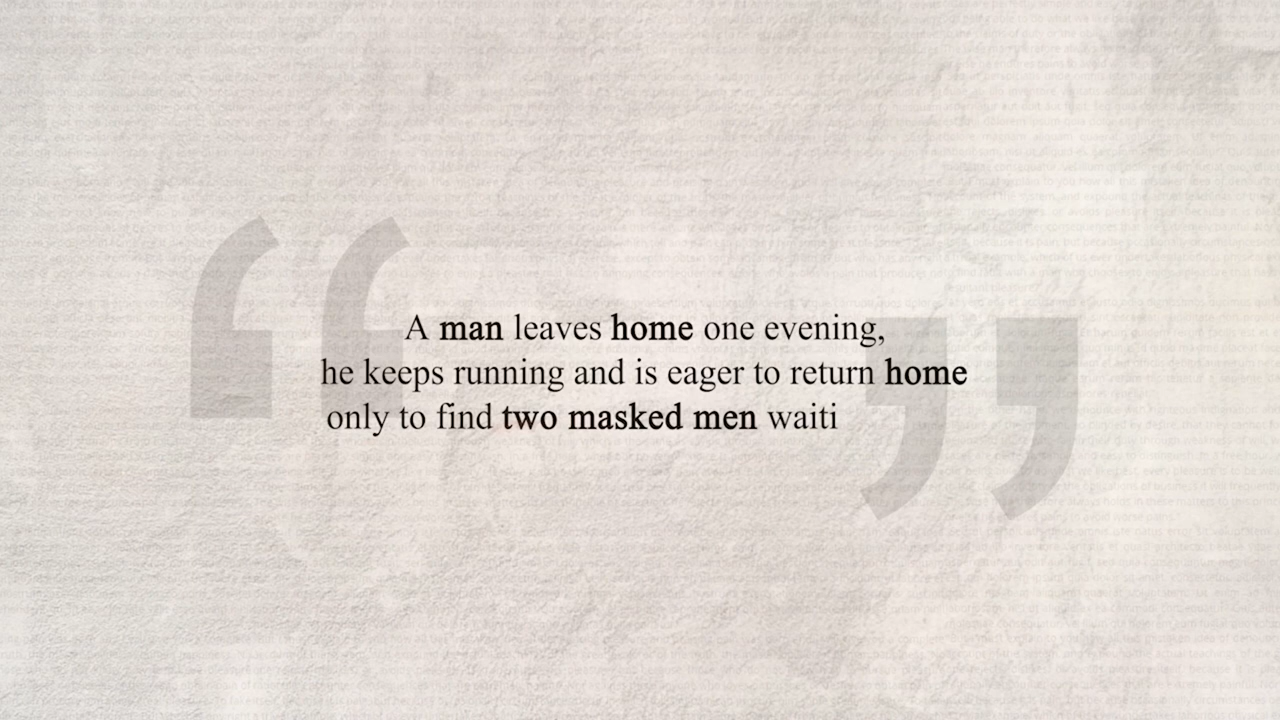 A man leaves home one evening,
he keeps running and is eager to return home
only to find two masked men waiti